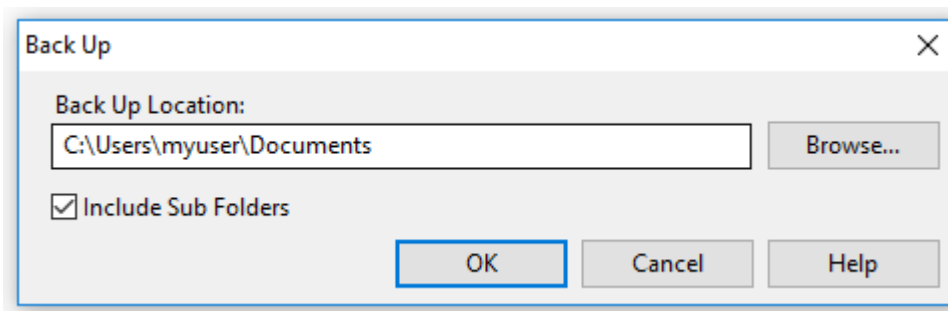 Back Up
Back Up Location:
C:\Users\myuser\Documents
Browse...
Include Sub Folders
OK
Cancel
Help